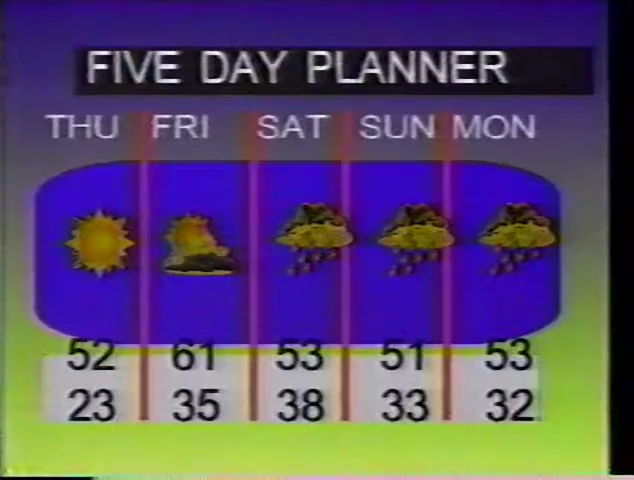 FIVE DAY PLANNER
THU FRI SAT SUN MON
52 61 53 51 53
23 35 38 33 32